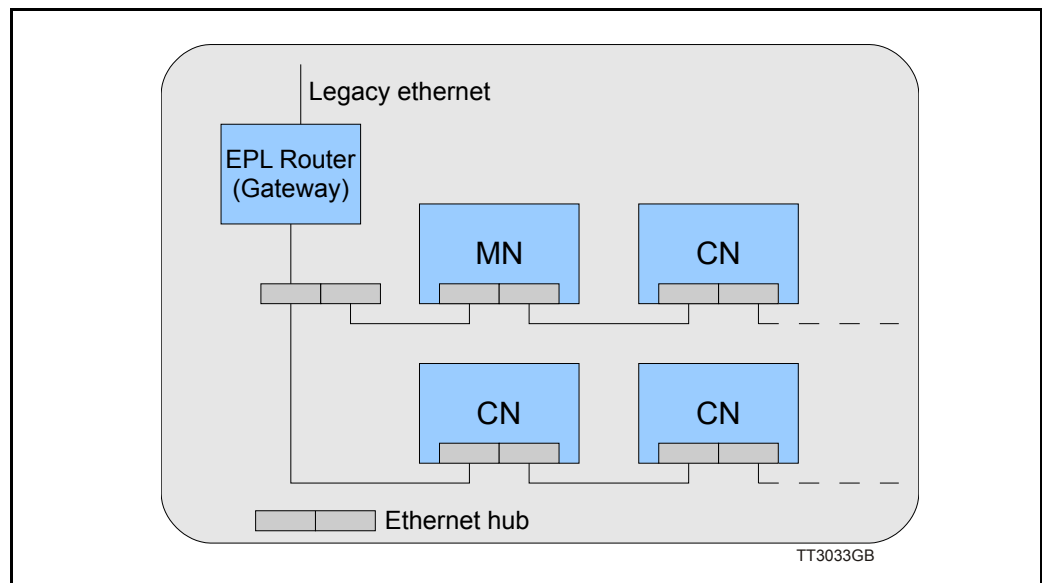 Legacy ethernet
EPL Router
(Gateway)
MN
CN
CN
CN
Ethernet hub
TT3033GB